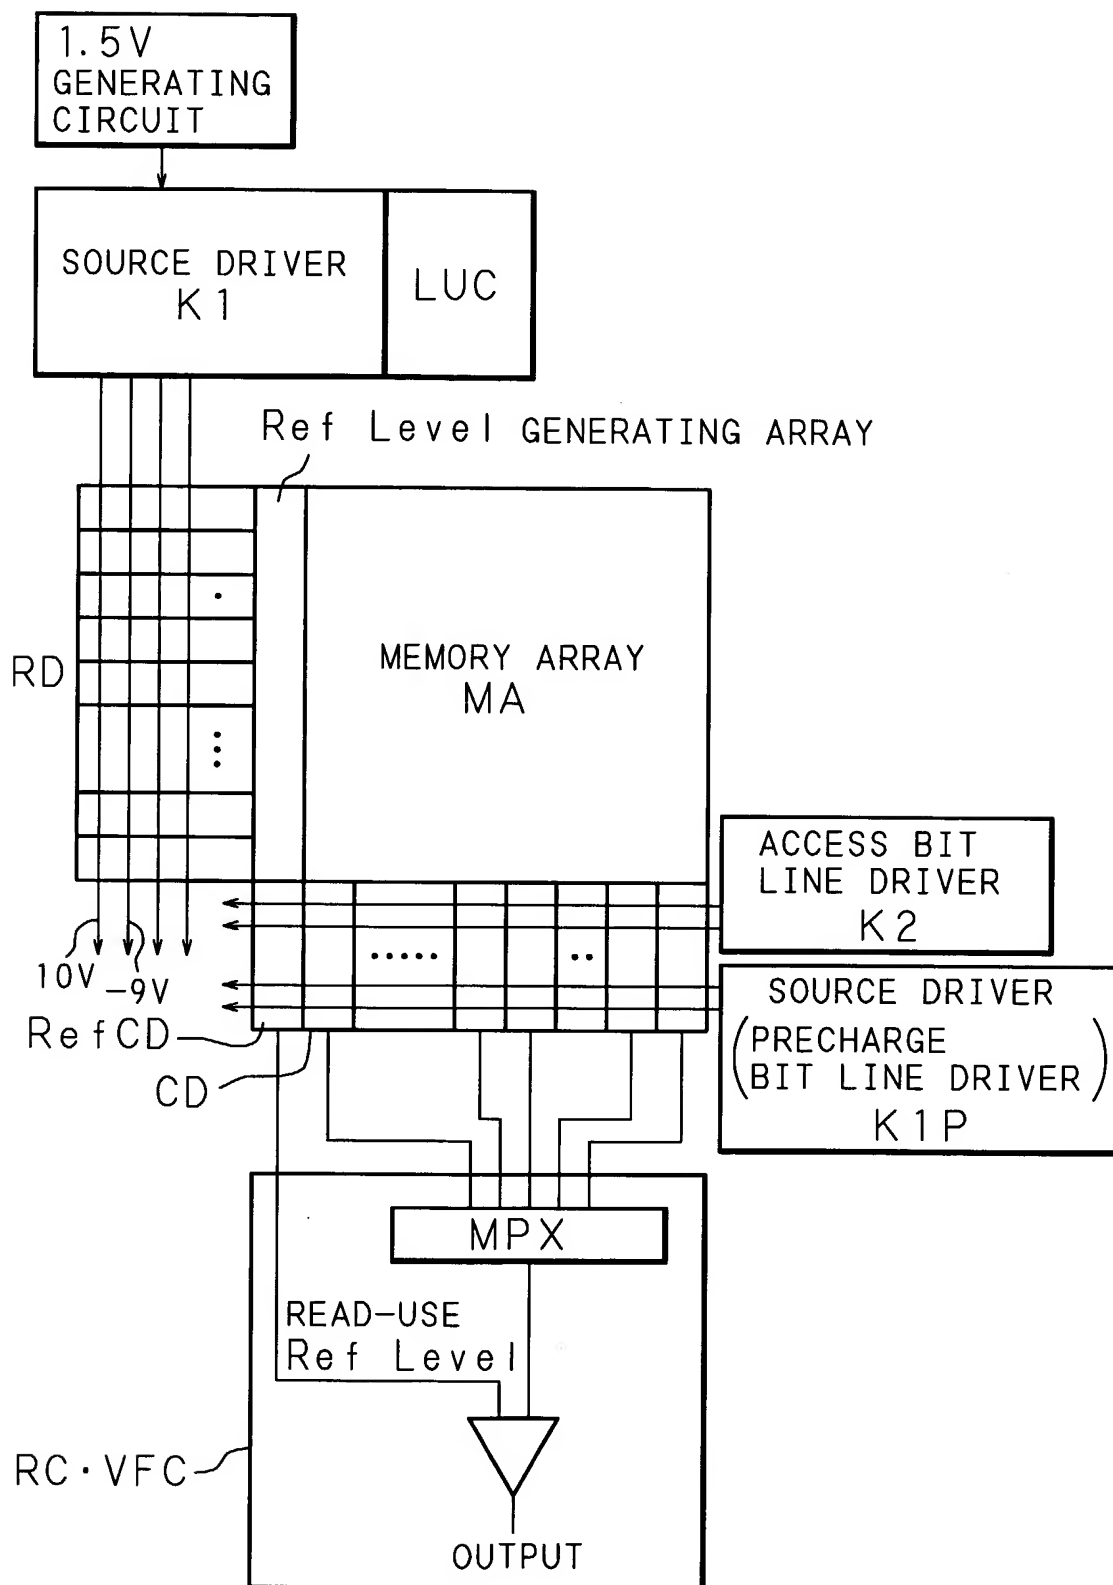 1.5V
GENERATING
CIRCUIT
SOURCE DRIVER
K1
LUC
Ref Level GENERATING ARRAY
RD
MEMORY ARRAY
MA
ACCESS BIT
LINE DRIVER
K2
10V
-9V
SOURCE DRIVER
(PRECHARGE
BIT LINE DRIVER)
K1P
RefCD
CD
MPX
READ-USE
Ref Level
RC·VFC
OUTPUT